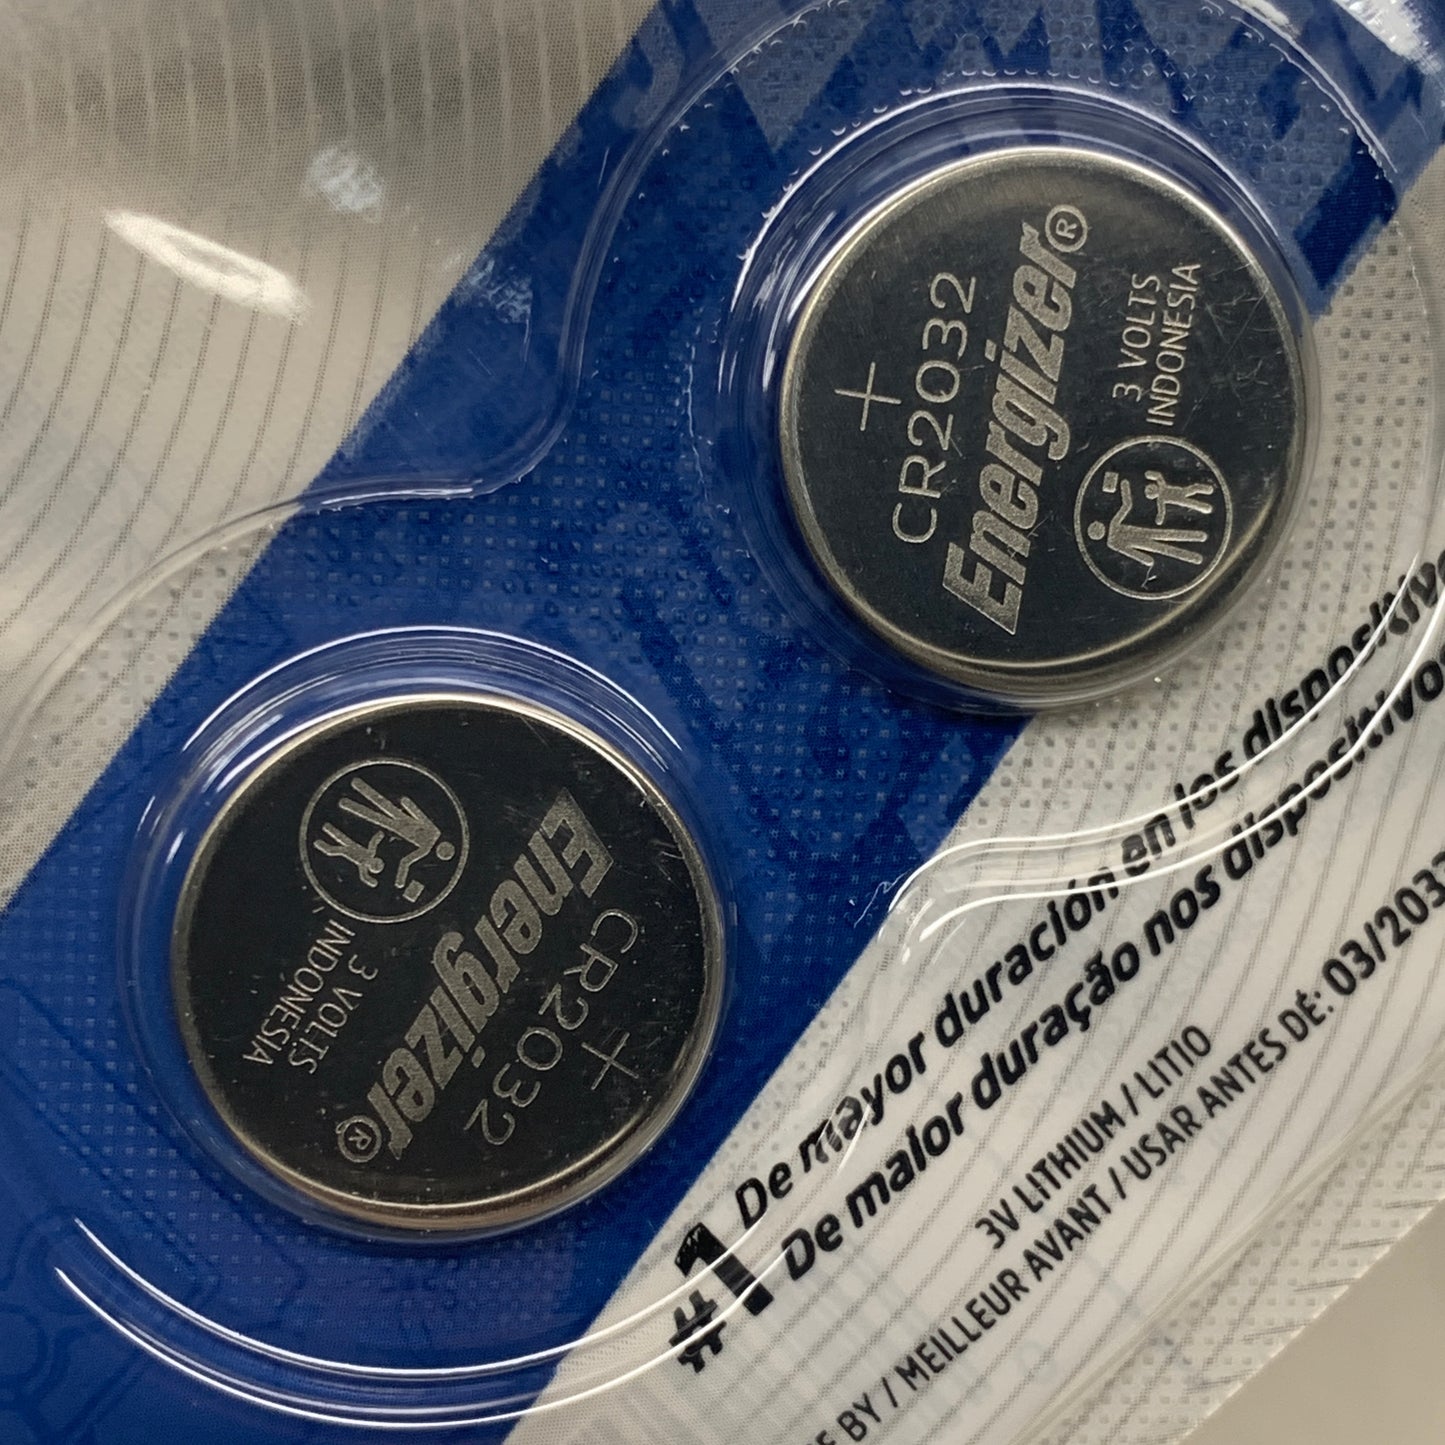 +
CR2032
Energizer®
3 VOLTS
INDONESIA
+
CR2032
Energizer®
3 VOLTS
INDONESIA
#1 De mayor duración en los
De maior duração nos
3V LITHIUM / LITIO
BY / MEILLEUR AVANT / USAR ANTES DE: